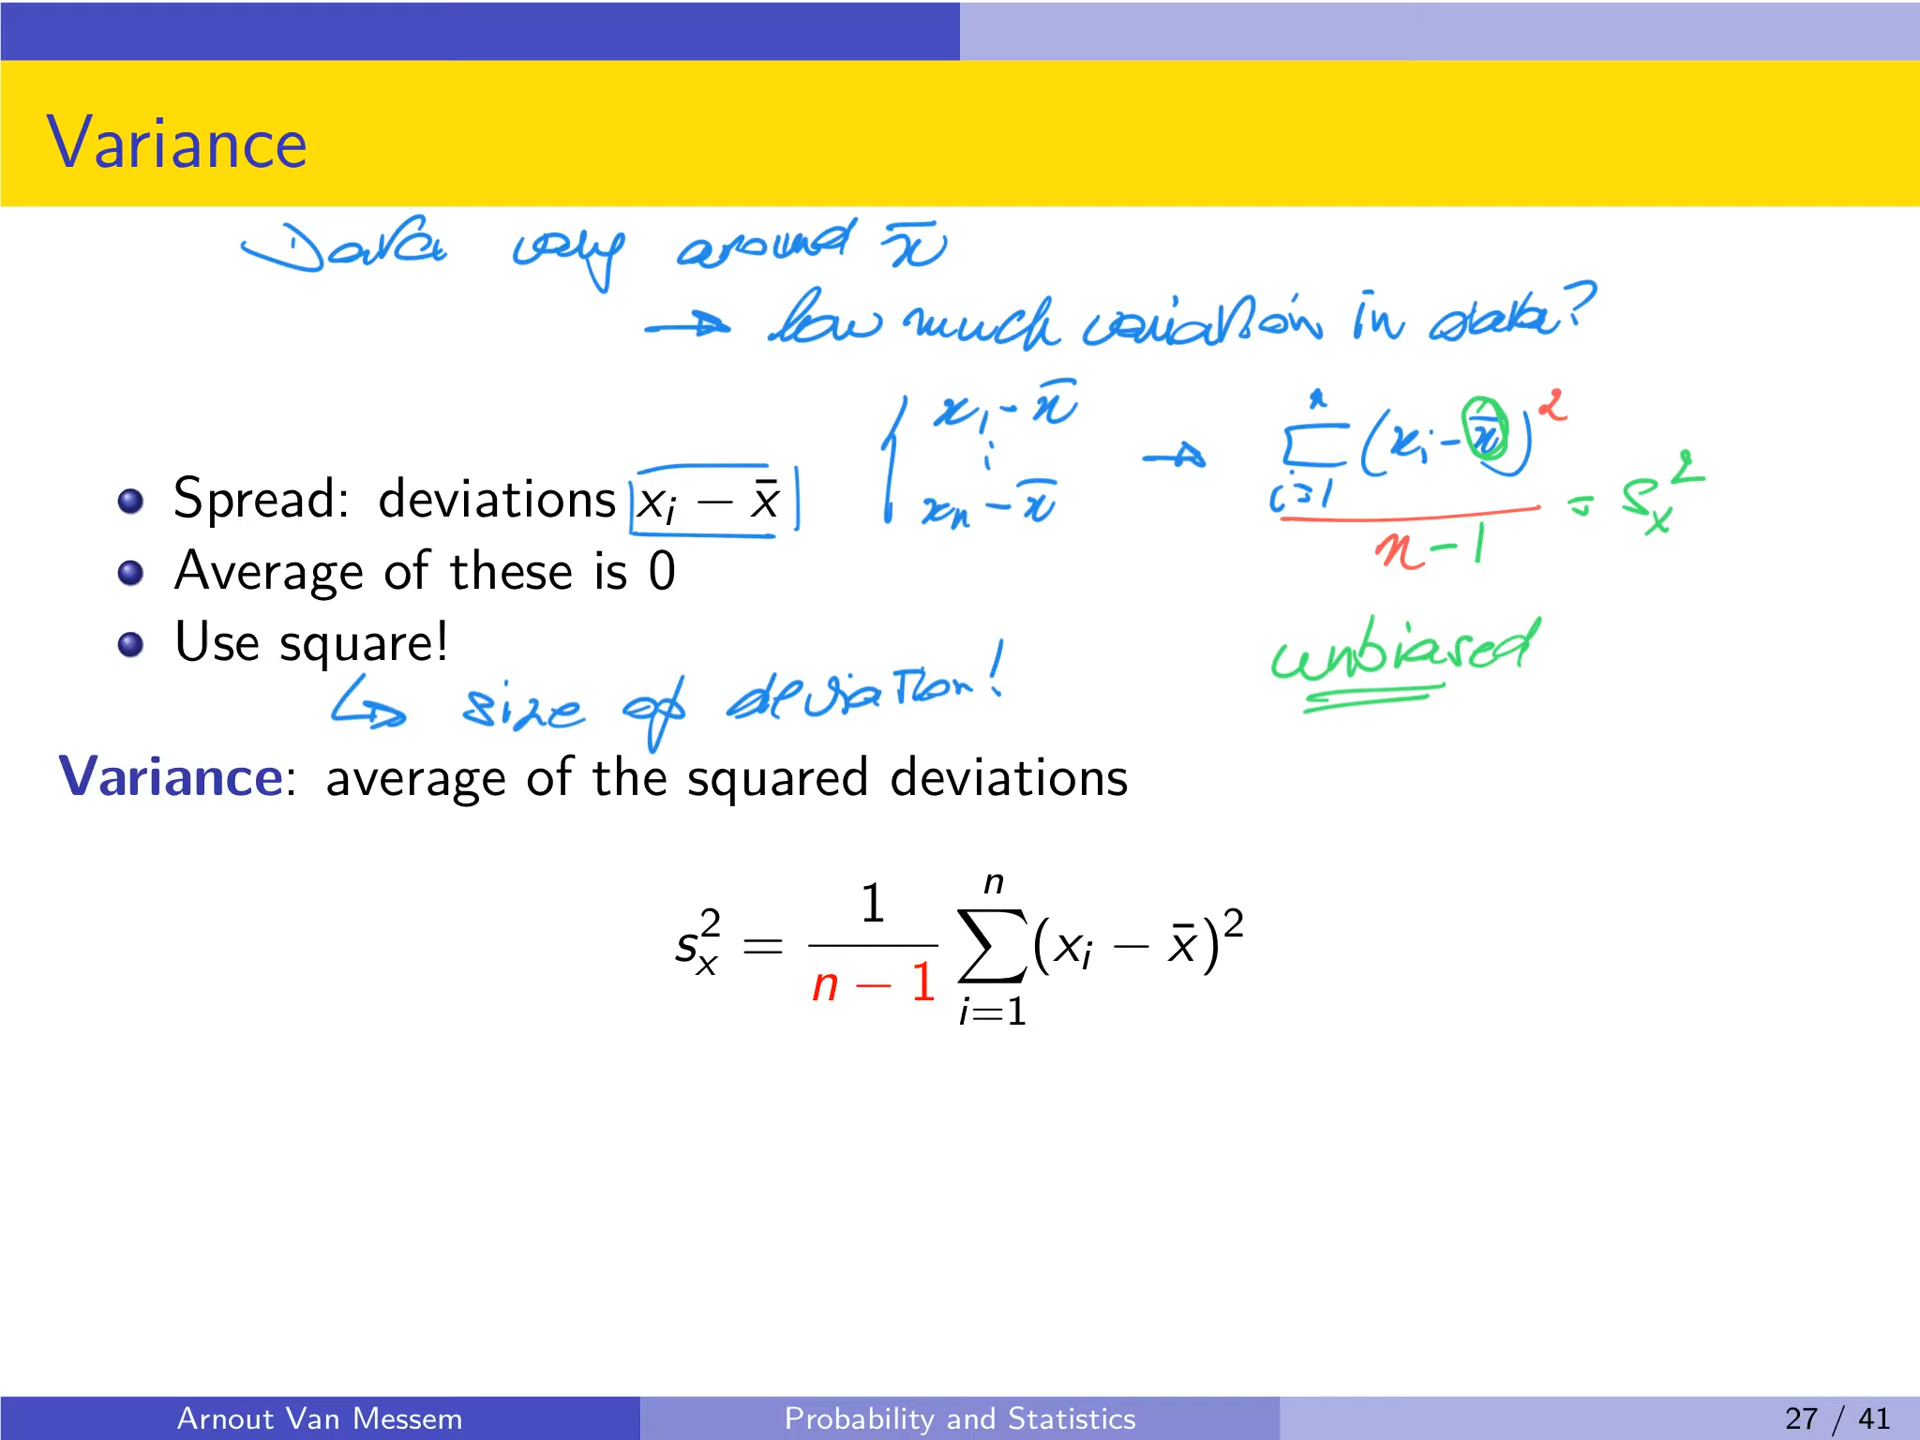 Variance
Data vary around x̄
→ how much variation in data?
x₁ - x̄
⋮
xₙ - x̄
→ n ∑ i=1 (xᵢ - x̄)² / n - 1 = sₓ²
• Spread: deviations xᵢ − x̄
• Average of these is 0
• Use square!
unbiased
↳ size of deviation!
Variance: average of the squared deviations
sₓ² = 1 / n − 1 n ∑ i=1 (xᵢ − x̄)²
Arnout Van Messem Probability and Statistics 27 / 41